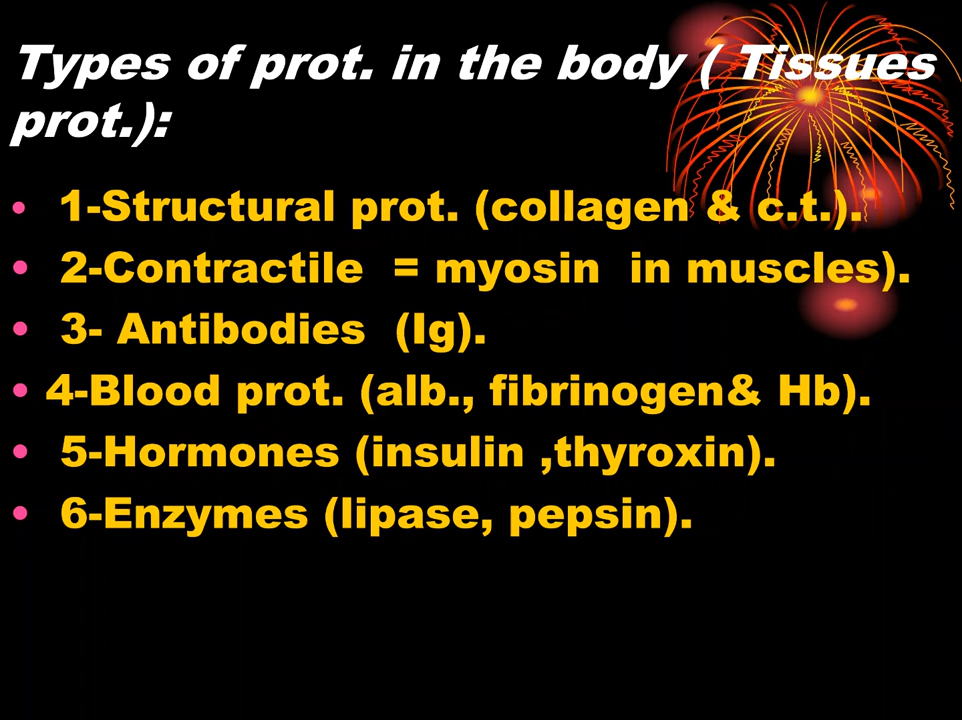 Types of prot. in the body ( Tissues
prot.):
• 1-Structural prot. (collagen & c.t.).
• 2-Contractile = myosin in muscles).
• 3- Antibodies (Ig).
• 4-Blood prot. (alb., fibrinogen& Hb).
• 5-Hormones (insulin ,thyroxin).
• 6-Enzymes (lipase, pepsin).